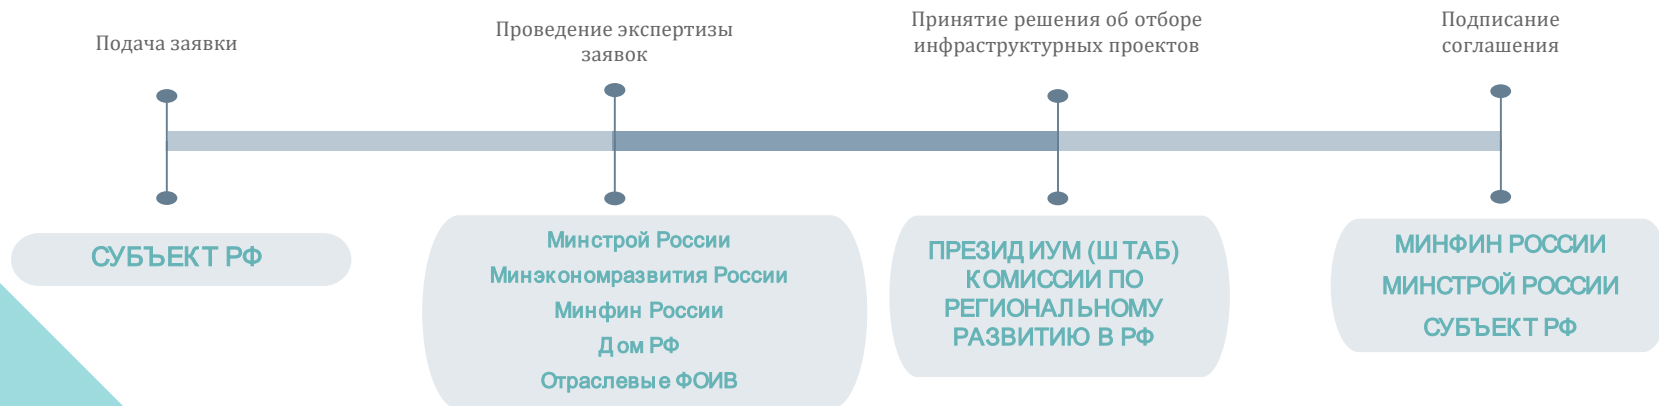 Подача заявки
Проведение экспертизы
заявок
Принятие решения об отборе
инфраструктурных проектов
Подписание
соглашения
СУБЪЕКТ РФ
Минстрой России
Минэкономразвития России
Минфин России
Дом РФ
Отраслевые ФОИВ
ПРЕЗИДИУМ (ШТАБ)
КОМИССИИ ПО
РЕГИОНАЛЬНОМУ
РАЗВИТИЮ В РФ
МИНФИН РОССИИ
МИНСТРОЙ РОССИИ
СУБЪЕКТ РФ